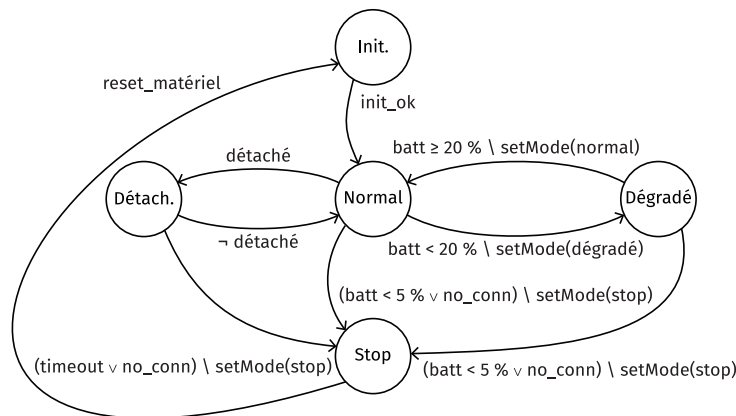 Init.
reset_matériel
init_ok
batt ≥ 20 % \ setMode(normal)
détaché
Détach.
Normal
Dégradé
¬ détaché
batt < 20 % \ setMode(dégradé)
(batt < 5 % ∨ no_conn) \ setMode(stop)
Stop
(timeout ∨ no_conn) \ setMode(stop)
(batt < 5 % ∨ no_conn) \ setMode(stop)